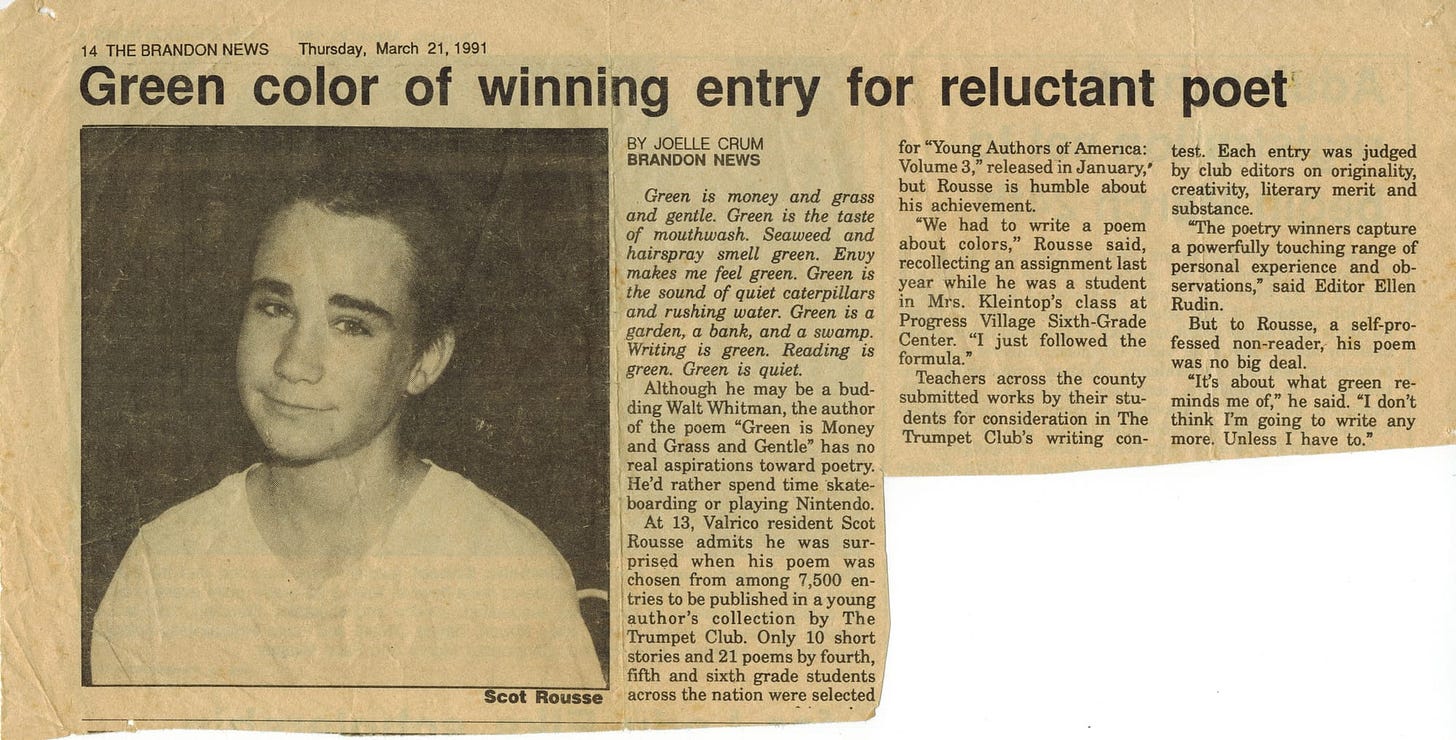 14 THE BRANDON NEWS Thursday, March 21, 1991
Green color of winning entry for reluctant poet
Scot Rousse
BY JOELLE CRUM
BRANDON NEWS
Green is money and grass
and gentle. Green is the taste
of mouthwash. Seaweed and
hairspray smell green. Envy
makes me feel green. Green is
the sound of quiet caterpillars
and rushing water. Green is a
garden, a bank, and a swamp.
Writing is green. Reading is
green. Green is quiet.
Although he may be a bud-
ding Walt Whitman, the author
of the poem “Green is Money
and Grass and Gentle” has no
real aspirations toward poetry.
He’d rather spend time skate-
boarding or playing Nintendo.
At 13, Valrico resident Scot
Rousse admits he was sur-
prised when his poem was
chosen from among 7,500 en-
tries to be published in a young
author’s collection by The
Trumpet Club. Only 10 short
stories and 21 poems by fourth,
fifth and sixth grade students
across the nation were selected
for “Young Authors of America:
Volume 3,” released in January,
but Rousse is humble about
his achievement.
“We had to write a poem
about colors,” Rousse said,
recollecting an assignment last
year while he was a student
in Mrs. Kleintop’s class at
Progress Village Sixth-Grade
Center. “I just followed the
formula.”
Teachers across the county
submitted works by their stu-
dents for consideration in The
Trumpet Club’s writing con-
test. Each entry was judged
by club editors on originality,
creativity, literary merit and
substance.
“The poetry winners capture
a powerfully touching range of
personal experience and ob-
servations,” said Editor Ellen
Rudin.
But to Rousse, a self-pro-
fessed non-reader, his poem
was no big deal.
“It’s about what green re-
minds me of,” he said. “I don’t
think I’m going to write any
more. Unless I have to.”